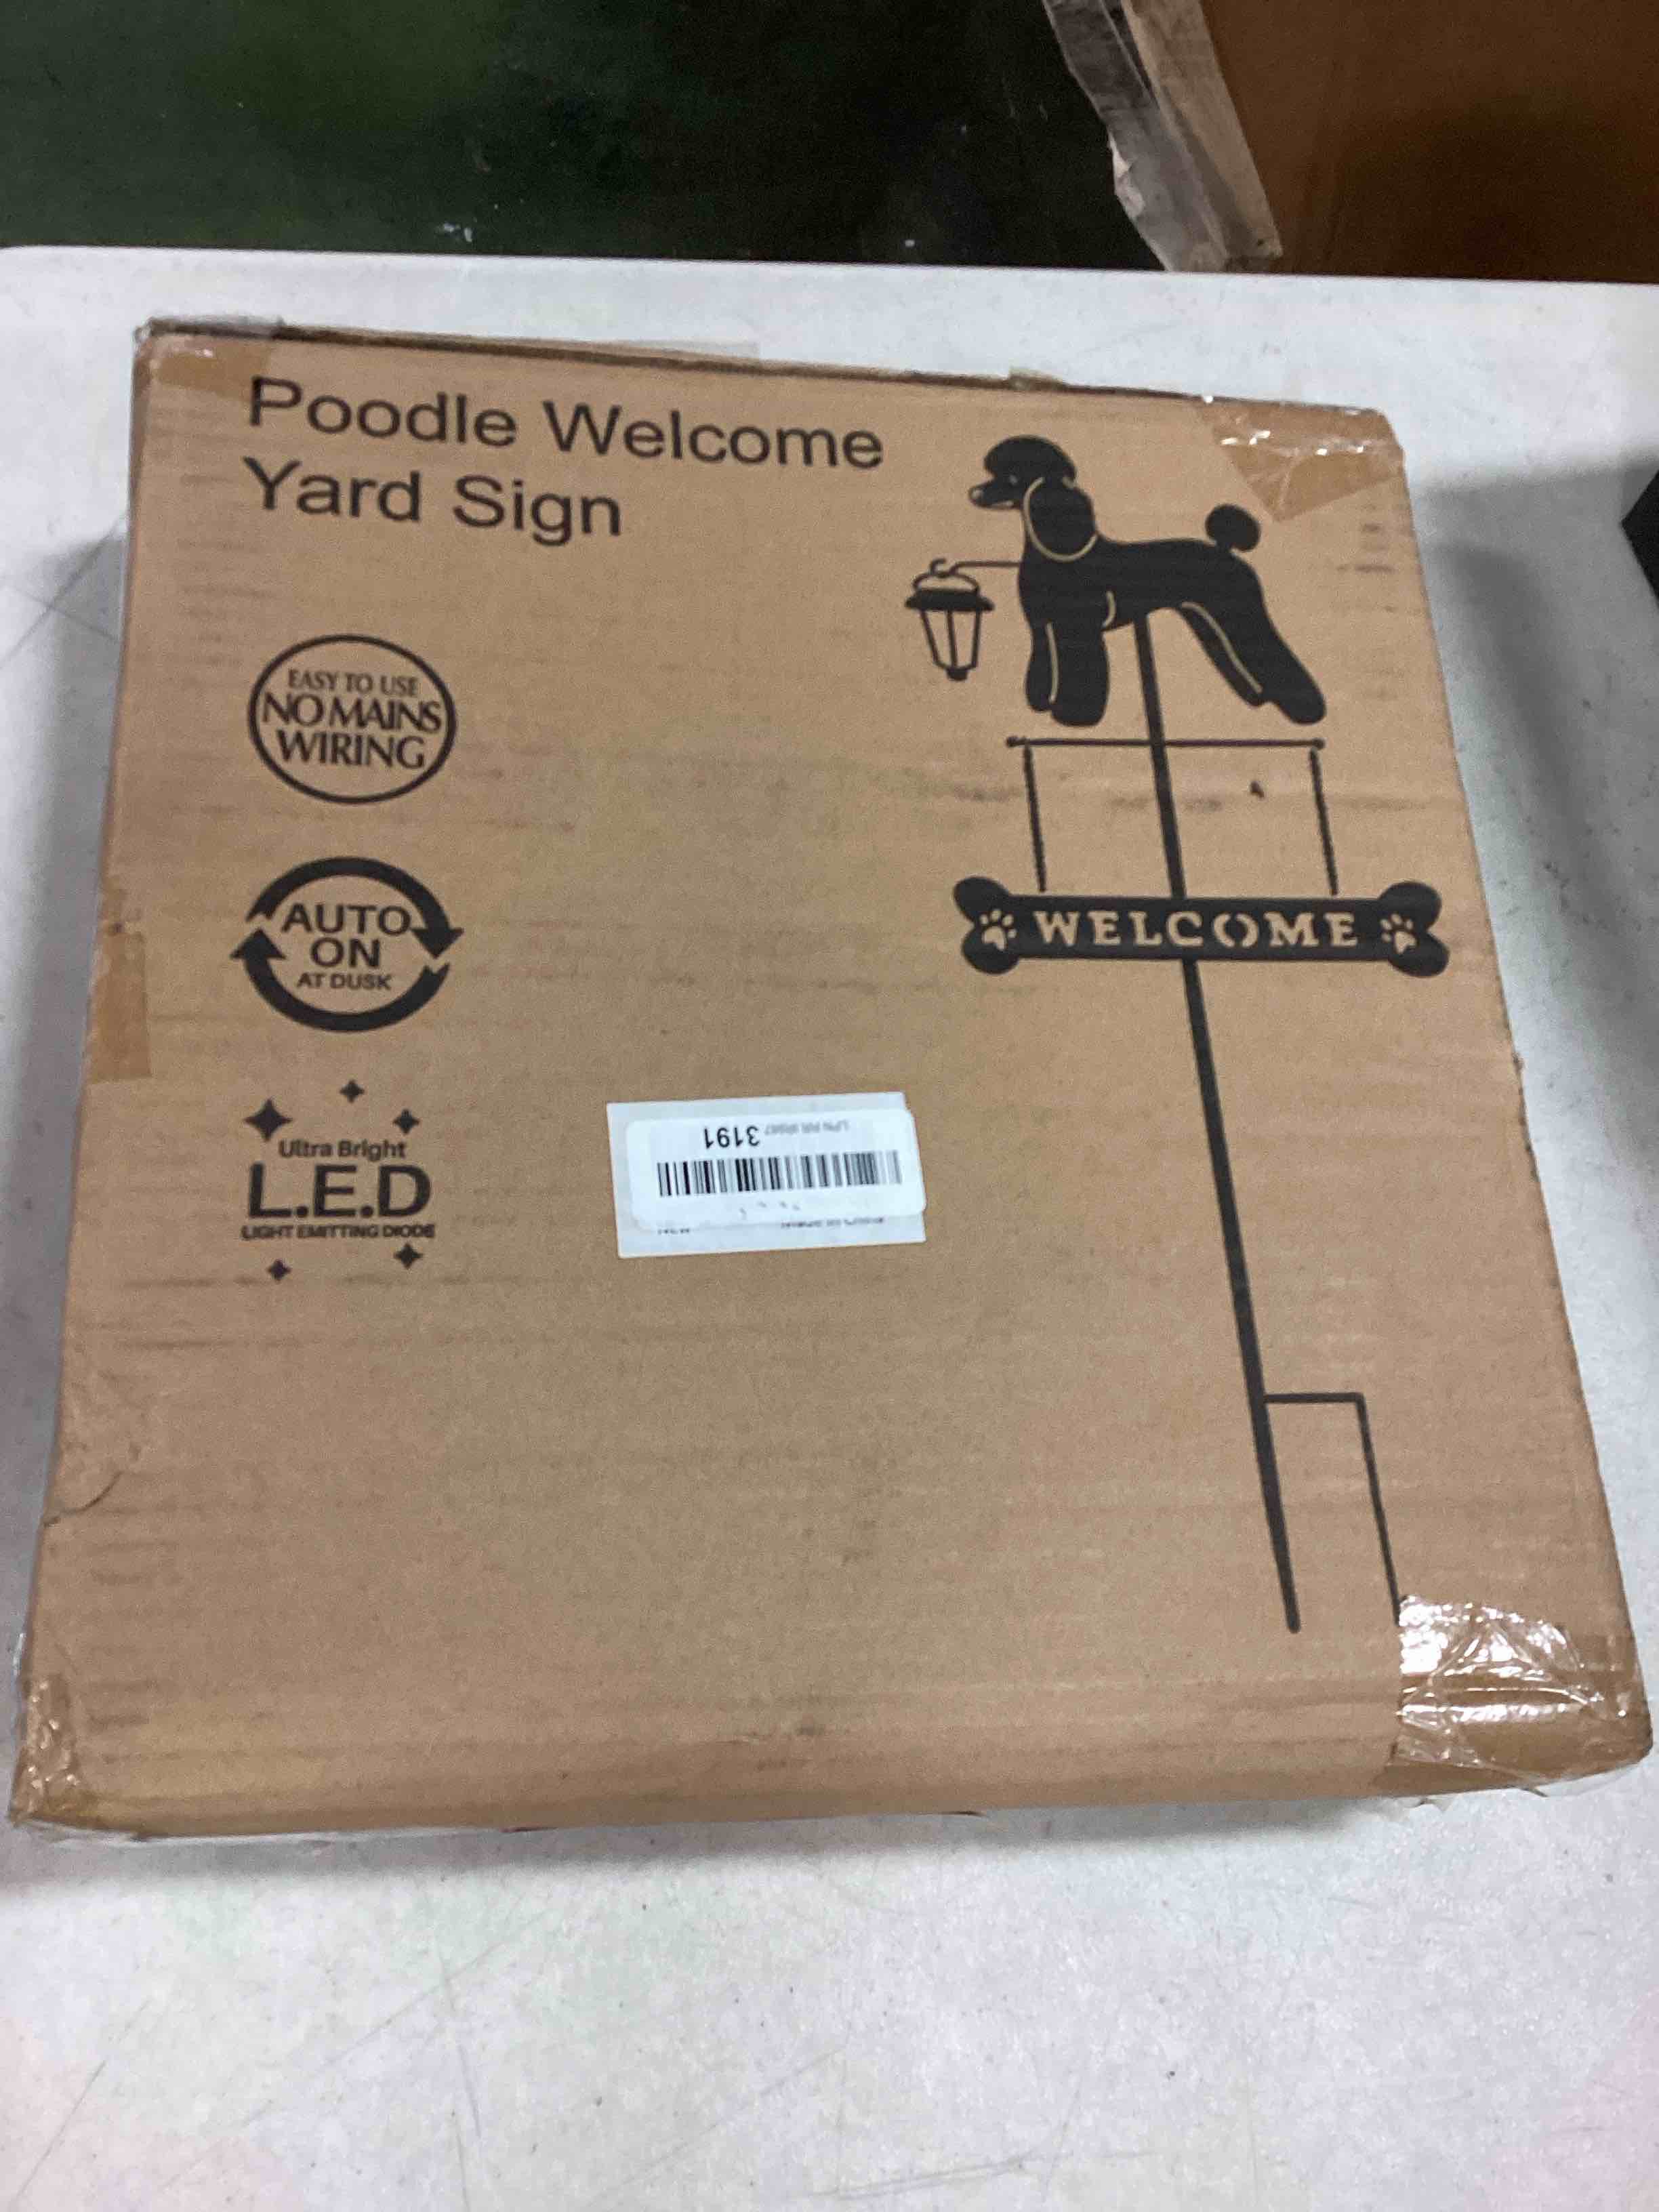 Poodle Welcome
Yard Sign
EASY TO USE
NO MAINS
WIRING
AUTO
ON
AT DUSK
Ultra Bright
L.E.D
LIGHT EMITTING DIODE
WELCOME
3191